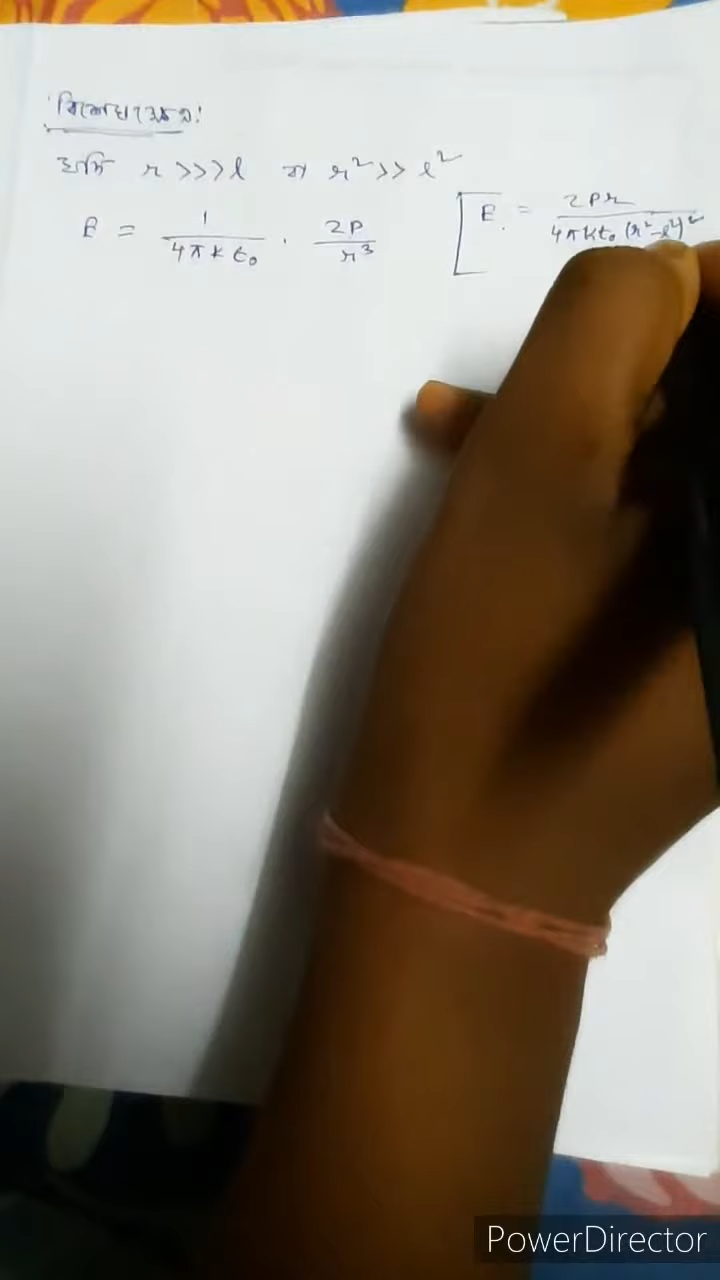 বিশেষক্ষেত্র:
যদি r >>> l বা r² >> l²
E = 1/4πkε₀ · 2P/r³ [E = 2Pr/4πkε₀(r²-l²)²
PowerDirector